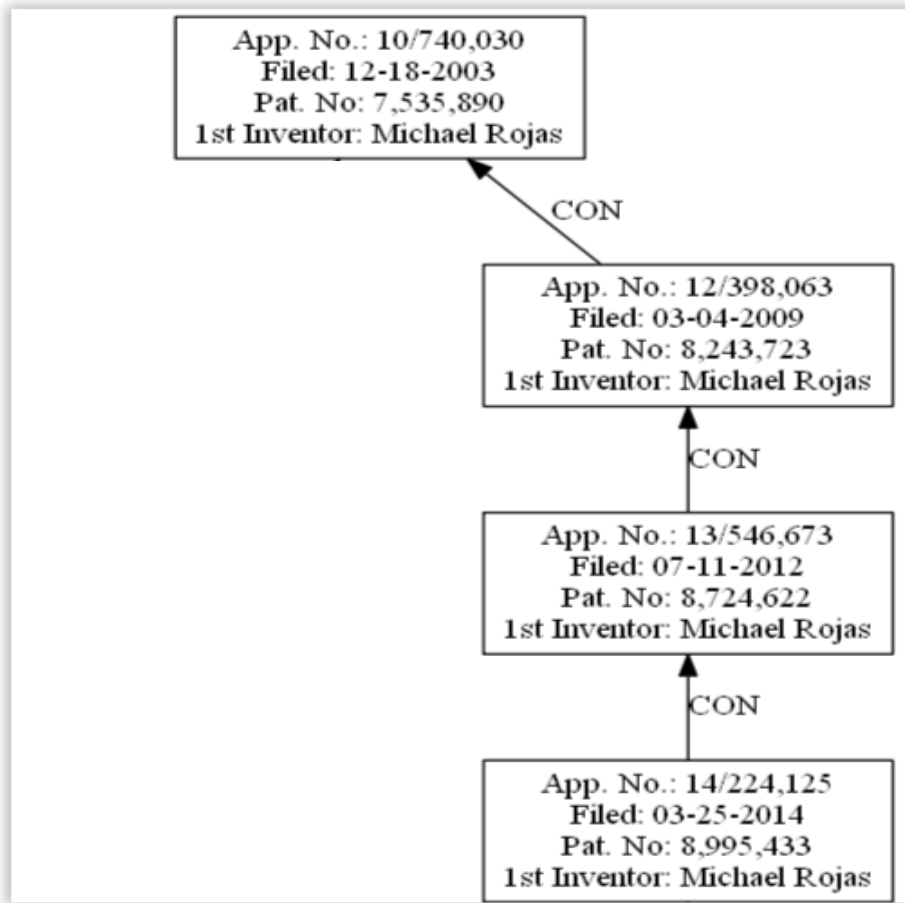 App. No.: 10/740,030
Filed: 12-18-2003
Pat. No: 7,535,890
1st Inventor: Michael Rojas
CON
App. No.: 12/398,063
Filed: 03-04-2009
Pat. No: 8,243,723
1st Inventor: Michael Rojas
CON
App. No.: 13/546,673
Filed: 07-11-2012
Pat. No: 8,724,622
1st Inventor: Michael Rojas
CON
App. No.: 14/224,125
Filed: 03-25-2014
Pat. No: 8,995,433
1st Inventor: Michael Rojas